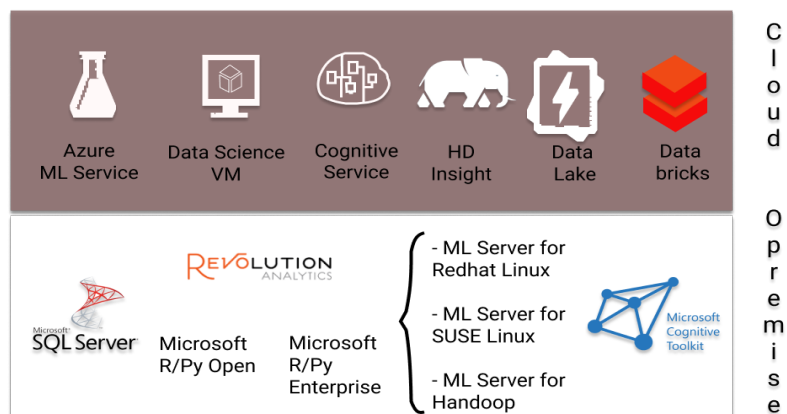 Azure
ML Service
Data Science
VM
Cognitive
Service
HD
Insight
Data
Lake
Data
bricks
Cloud
REVOLUTION
ANALYTICS
Microsoft
SQL Server
Microsoft
R/Py Open
Microsoft
R/Py
Enterprise
- ML Server for
Redhat Linux
- ML Server for
SUSE Linux
- ML Server for
Handoop
Microsoft
Cognitive
Toolkit
Opremise